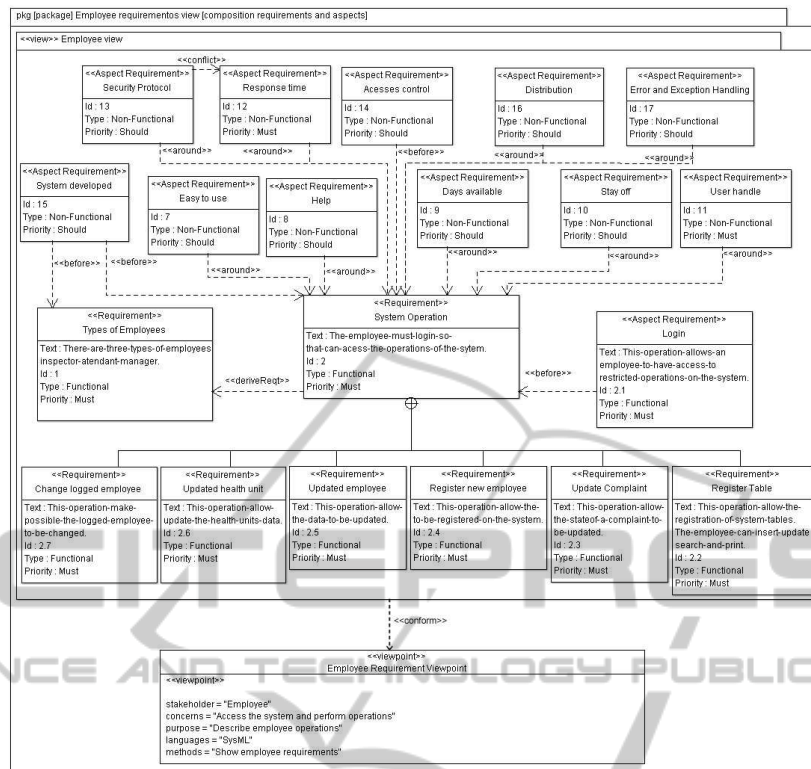 pkg [package] Employee requirementos view [composition requirements and aspects]
<<view>> Employee view
<<conflict>>
<<Aspect Requirement>>
Security Protocol
Id : 13
Type : Non-Functional
Priority : Should
<<Aspect Requirement>>
Response time
Id : 12
Type : Non-Functional
Priority : Must
<<Aspect Requirement>>
Acesses control
Id : 14
Type : Non-Functional
Priority : Should
<<Aspect Requirement>>
Distribution
Id : 16
Type : Non-Functional
Priority : Should
<<Aspect Requirement>>
Error and Exception Handling
Id : 17
Type : Non-Functional
Priority : Should
<<around>>
<<around>>
<<before>>
<<around>>
<<around>>
<<Aspect Requirement>>
System developed
Id : 15
Type : Non-Functional
Priority : Should
<<Aspect Requirement>>
Easy to use
Id : 7
Type : Non-Functional
Priority : Should
<<Aspect Requirement>>
Help
Id : 8
Type : Non-Functional
Priority : Should
<<Aspect Requirement>>
Days available
Id : 9
Type : Non-Functional
Priority : Should
<<Aspect Requirement>>
Stay off
Id : 10
Type : Non-Functional
Priority : Should
<<Aspect Requirement>>
User handle
Id : 11
Type : Non-Functional
Priority : Must
<<before>>
<<before>>
<<around>>
<<around>>
<<around>>
<<around>>
<<around>>
<<Requirement>>
Types of Employees
Text : There-are-three-types-of-employees
inspector-atendant-manager.
Id : 1
Type : Functional
Priority : Must
<<deriveReqt>>
<<Requirement>>
System Operation
Text : The-employee-must-login-so-
that-can-acess-the-operations-of-the-sytem.
Id : 2
Type : Functional
Priority : Must
<<before>>
<<Aspect Requirement>>
Login
Text : This-operation-allows-an
employee-to-have-access-to
restricted-operations-on-the-system.
Id : 2.1
Type : Functional
Priority : Must
<<Requirement>>
Change logged employee
Text : This-operation-make-
possible-the-logged-employee-
to-be-changed.
Id : 2.7
Type : Functional
Priority : Must
<<Requirement>>
Updated health unit
Text : This-operation-allow-
update-the-health-units-data.
Id : 2.6
Type : Functional
Priority : Must
<<Requirement>>
Updated employee
Text : This-operation-allow-
the-data-to-be-updated.
Id : 2.5
Type : Functional
Priority : Must
<<Requirement>>
Register new employee
Text : This-operation-allow-the-
to-be-registered-on-the-system.
Id : 2.4
Type : Functional
Priority : Must
<<Requirement>>
Update Complaint
Text : This-operation-allow-
the-stateof-a-complaint-to-
be-updated.
Id : 2.3
Type : Functional
Priority : Must
<<Requirement>>
Register Table
Text : This-operation-allow-the-
registration-of-system-tables.
The-employee-can-insert-update
search-and-print.
Id : 2.2
Type : Functional
Priority : Must
CITEPRES
<<conform>>
NCE AND TECHNOLOGY PUBLIC
<<viewpoint>>
Employee Requirement Viewpoint
<<viewpoint>>
stakeholder = "Employee"
concerns = "Access the system and perform operations"
purpose = "Describe employee operations"
languages = "SysML"
methods = "Show employee requirements"